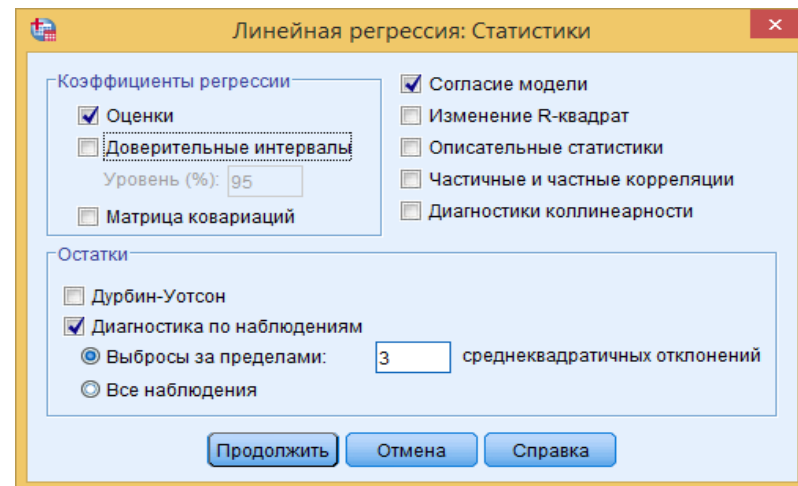 Линейная регрессия: Статистики
Коэффициенты регрессии
Оценки
Доверительные интервалы
Уровень (%): 95
Матрица ковариаций
Согласие модели
Изменение R-квадрат
Описательные статистики
Частичные и частные корреляции
Диагностики коллинеарности
Остатки
Дурбин-Уотсон
Диагностика по наблюдениям
Выбросы за пределами: 3 среднеквадратичных отклонений
Все наблюдения
Продолжить Отмена Справка